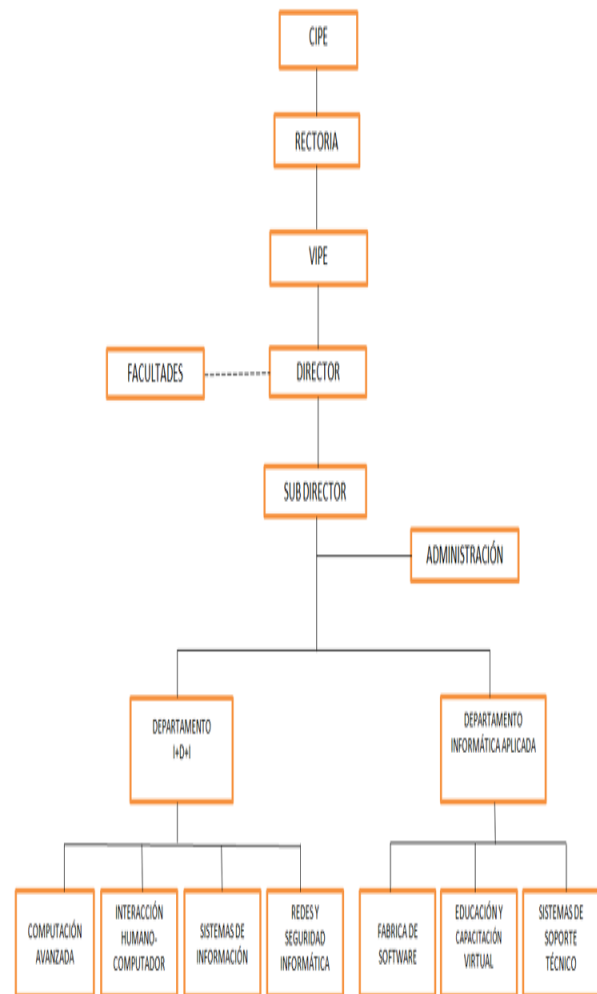 CIPE
RECTORIA
VIPE
FACULTADES
DIRECTOR
SUB DIRECTOR
ADMINISTRACIÓN
DEPARTAMENTO
I+D+I
DEPARTAMENTO
INFORMÁTICA APLICADA
COMPUTACIÓN
AVANZADA
INTERACCIÓN
HUMANO-
COMPUTADOR
SISTEMAS DE
INFORMACIÓN
REDES Y
SEGURIDAD
INFORMÁTICA
FABRICA DE
SOFTWARE
EDUCACIÓN Y
CAPACITACIÓN
VIRTUAL
SISTEMAS DE
SOPORTE
TÉCNICO